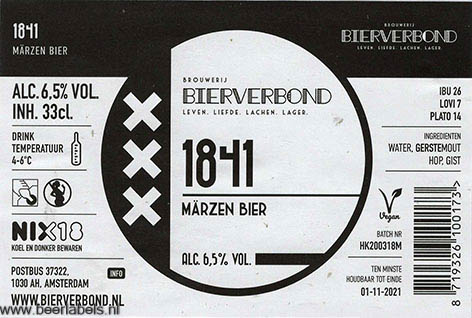 1841
MÄRZEN BIER
ALC. 6,5% VOL.
INH. 33cl.
DRINK
TEMPERATUUR
4-6°C
NIX18
KOEL EN DONKER BEWAREN
POSTBUS 37322,
1030 AH, AMSTERDAM
INFO
WWW.BIERVERBOND.NL
www.beerlabels.nl
BROUWERIJ
BIERVERBOND
LEVEN. LIEFDE. LACHEN. LAGER.
1841
MÄRZEN BIER
ALC. 6,5% VOL.
BROUWERIJ
BIERVERBOND
LEVEN. LIEFDE. LACHEN. LAGER.
IBU 26
LOVI 7
PLATO 14
INGREDIENTEN
WATER, GERSTEMOUT
HOP, GIST
Vegan
BATCH NR
HK200318M
TEN MINSTE
HOUDBAAR TOT EINDE
01-11-2021
8 719326 100173 >